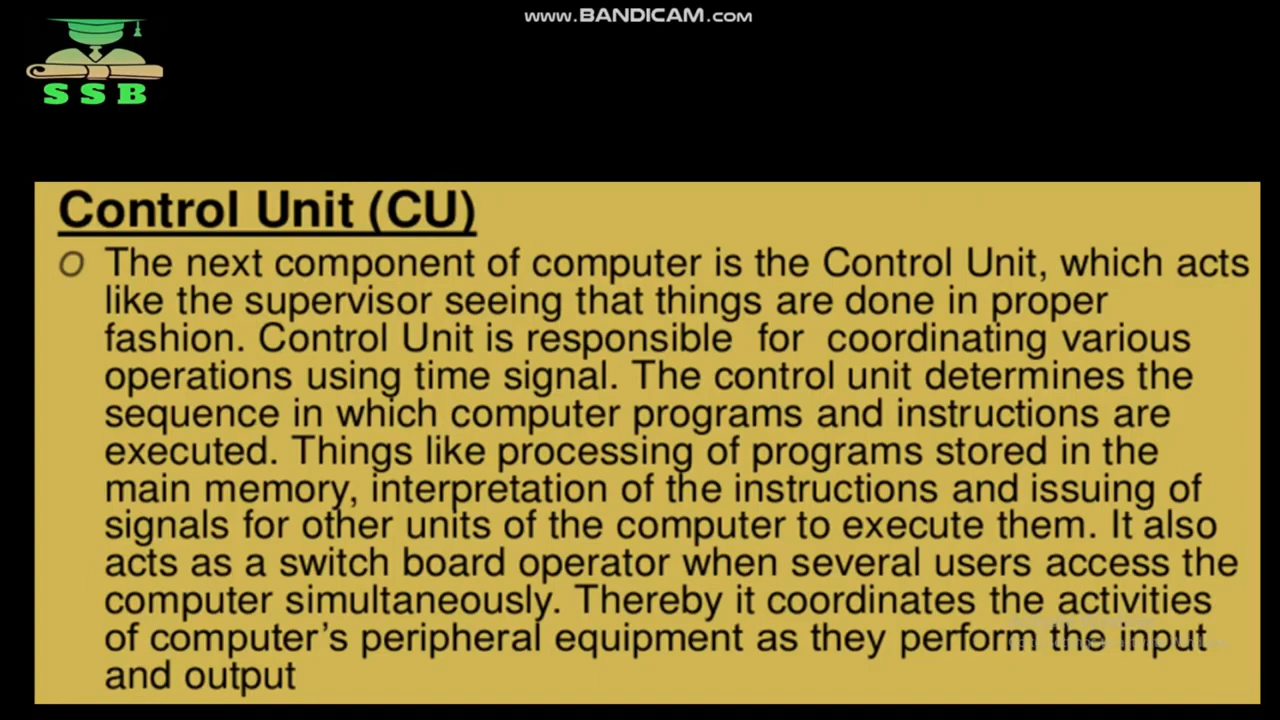 www.BANDICAM.com
SSB
Control Unit (CU)
o The next component of computer is the Control Unit, which acts
like the supervisor seeing that things are done in proper
fashion. Control Unit is responsible for coordinating various
operations using time signal. The control unit determines the
sequence in which computer programs and instructions are
executed. Things like processing of programs stored in the
main memory, interpretation of the instructions and issuing of
signals for other units of the computer to execute them. It also
acts as a switch board operator when several users access the
computer simultaneously. Thereby it coordinates the activities
of computer’s peripheral equipment as they perform the input
and output